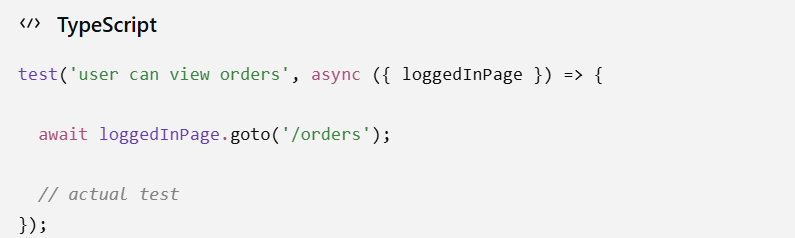 </> TypeScript
test('user can view orders', async ({ loggedInPage }) => {
await loggedInPage.goto('/orders');
// actual test
});